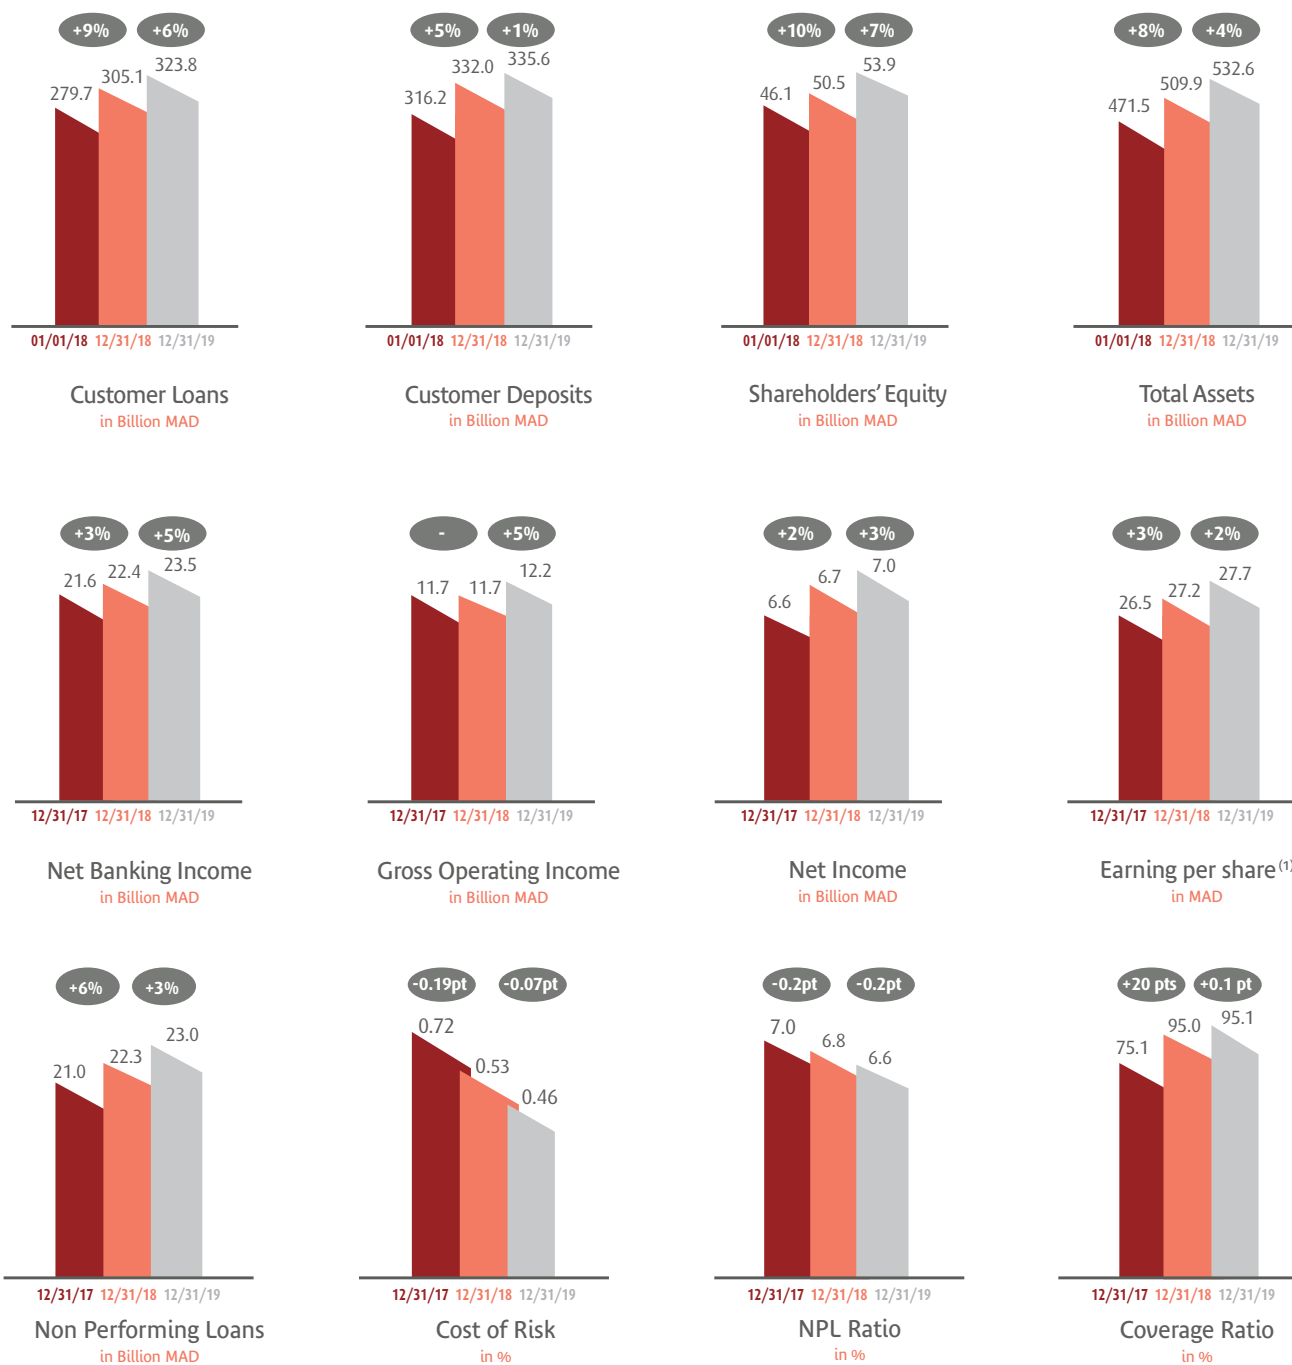 +9% +6%
279.7 305.1 323.8
01/01/18 12/31/18 12/31/19
Customer Loans
in Billion MAD
+5% +1%
316.2 332.0 335.6
01/01/18 12/31/18 12/31/19
Customer Deposits
in Billion MAD
+10% +7%
46.1 50.5 53.9
01/01/18 12/31/18 12/31/19
Shareholders’ Equity
in Billion MAD
+8% +4%
471.5 509.9 532.6
01/01/18 12/31/18 12/31/19
Total Assets
in Billion MAD
+3% +5%
21.6 22.4 23.5
12/31/17 12/31/18 12/31/19
Net Banking Income
in Billion MAD
- +5%
11.7 11.7 12.2
12/31/17 12/31/18 12/31/19
Gross Operating Income
in Billion MAD
+2% +3%
6.6 6.7 7.0
12/31/17 12/31/18 12/31/19
Net Income
in Billion MAD
+3% +2%
26.5 27.2 27.7
12/31/17 12/31/18 12/31/19
Earning per share (1)
in MAD
+6% +3%
21.0 22.3 23.0
12/31/17 12/31/18 12/31/19
Non Performing Loans
in Billion MAD
-0.19pt -0.07pt
0.72 0.53 0.46
12/31/17 12/31/18 12/31/19
Cost of Risk
in %
-0.2pt -0.2pt
7.0 6.8 6.6
12/31/17 12/31/18 12/31/19
NPL Ratio
in %
+20 pts +0.1 pt
75.1 95.0 95.1
12/31/17 12/31/18 12/31/19
Coverage Ratio
in %